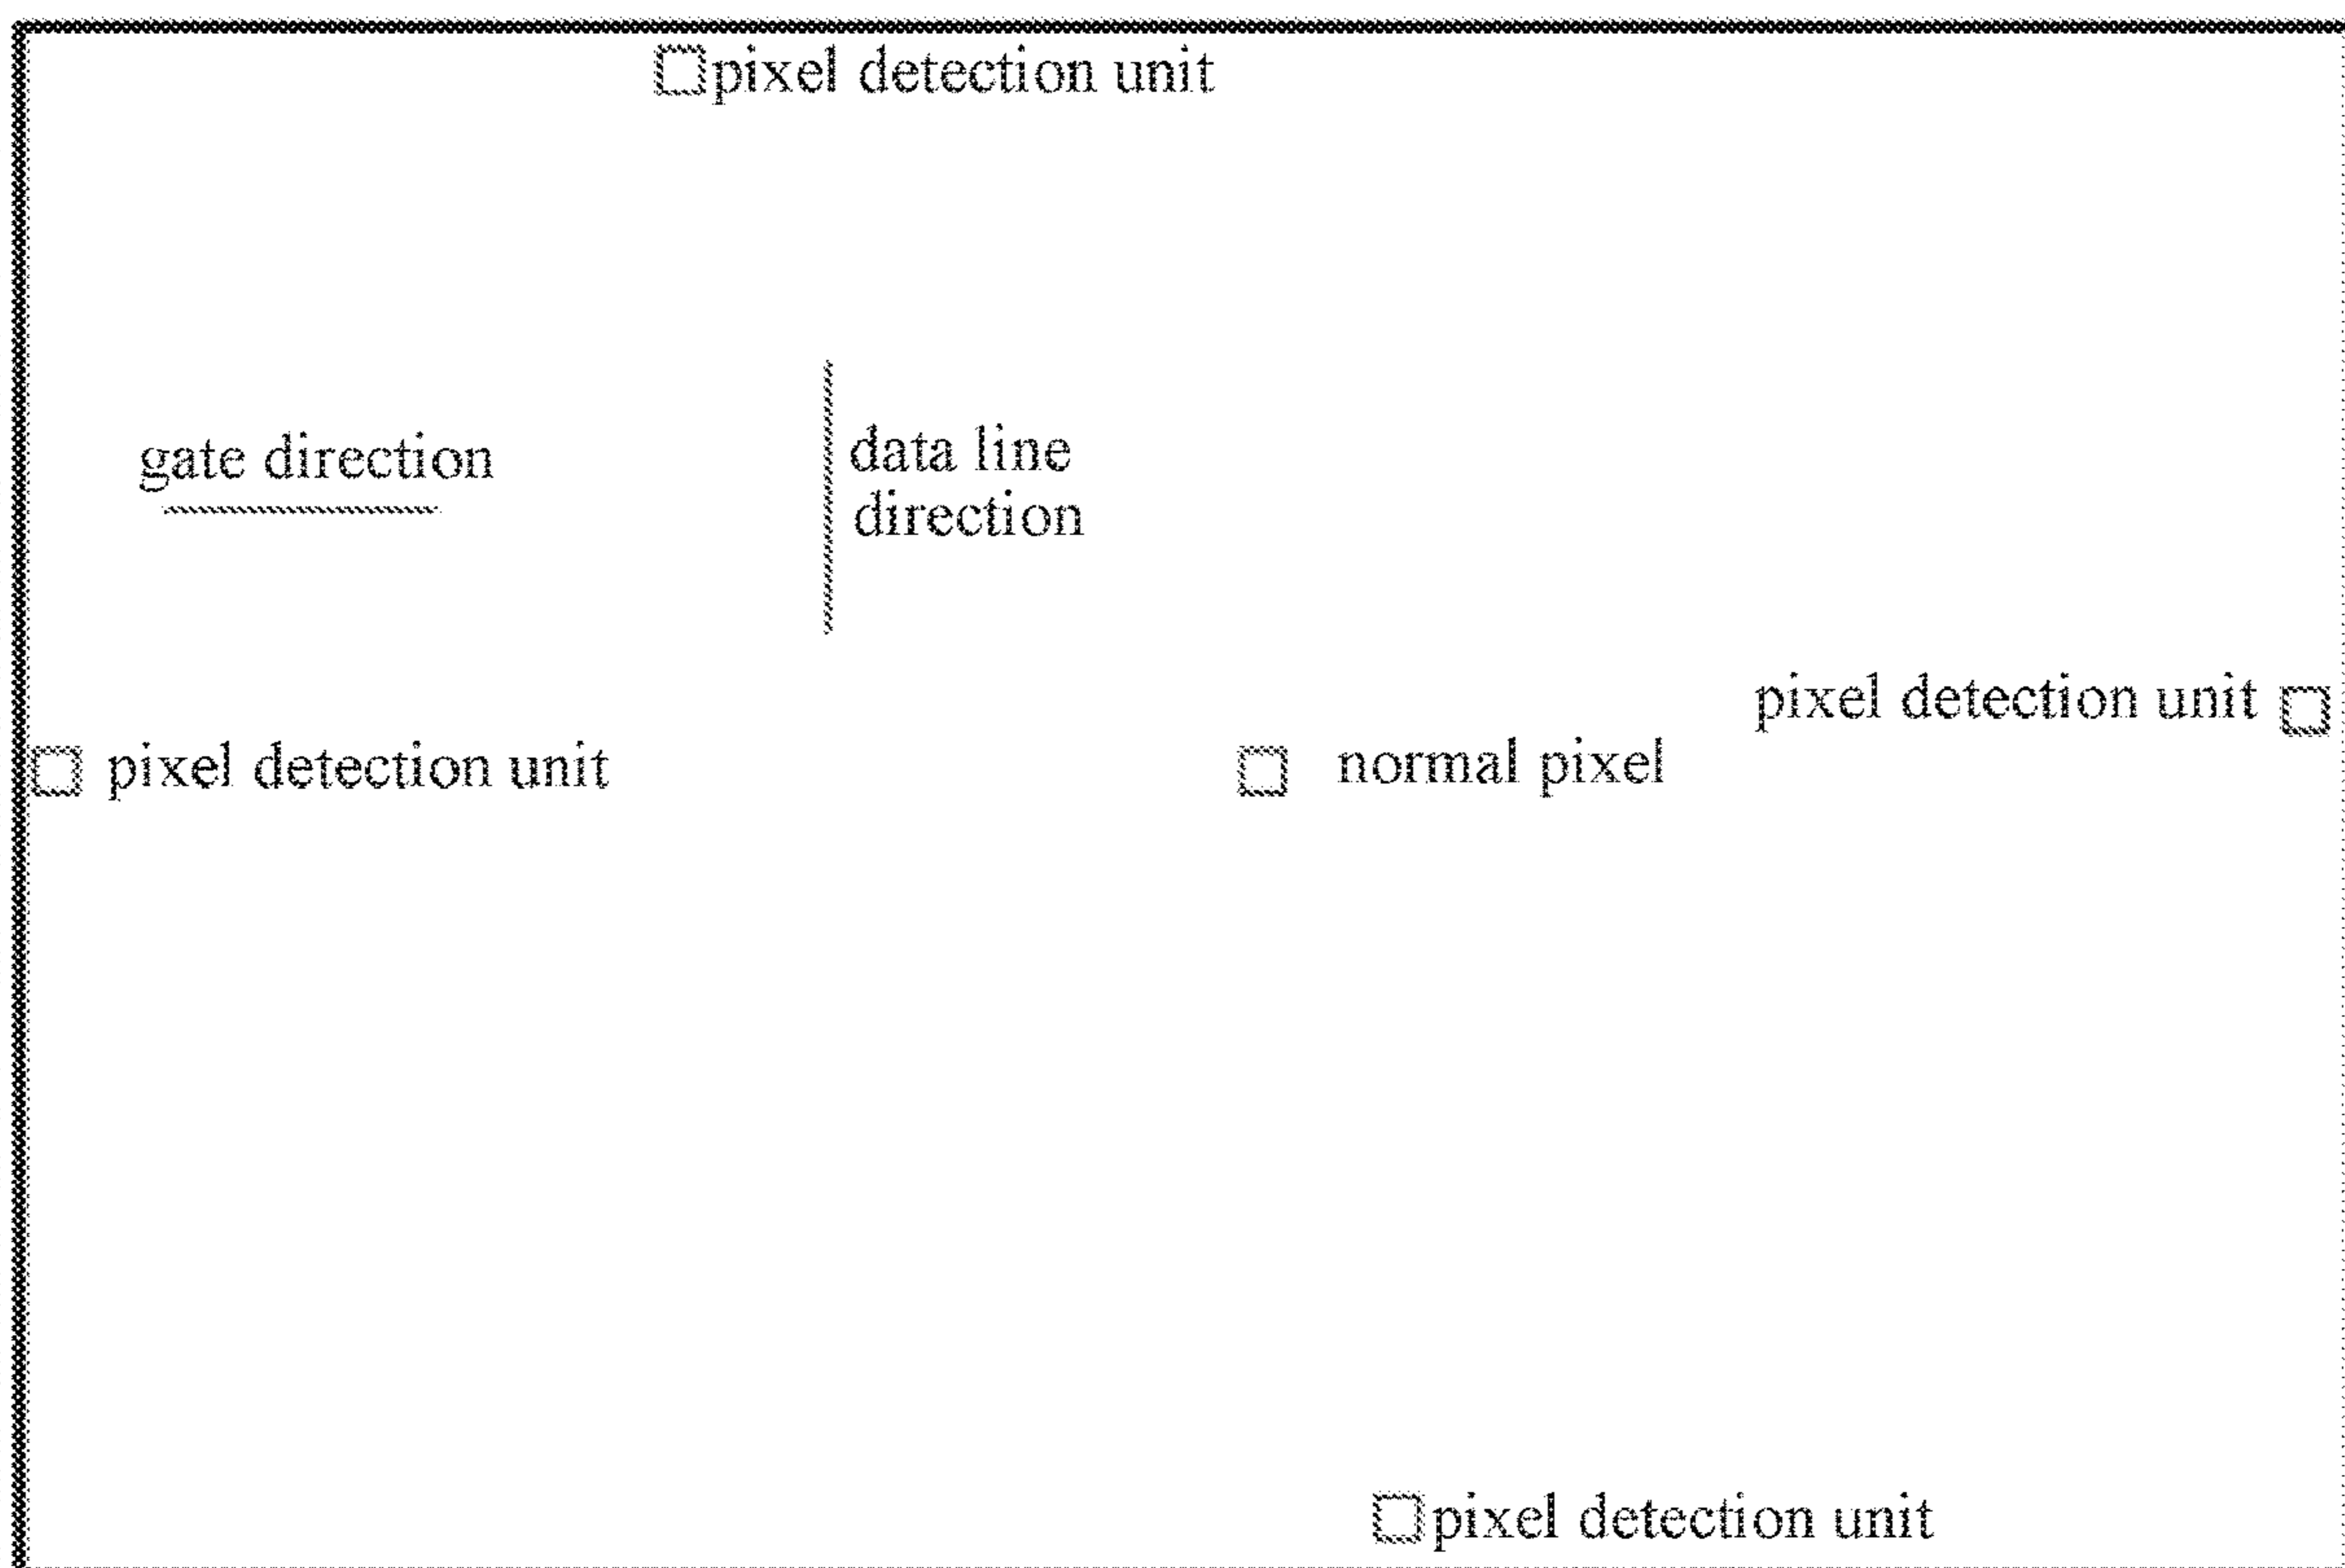 pixel detection unit
gate direction
data line
direction
pixel detection unit
pixel detection unit
normal pixel
pixel detection unit